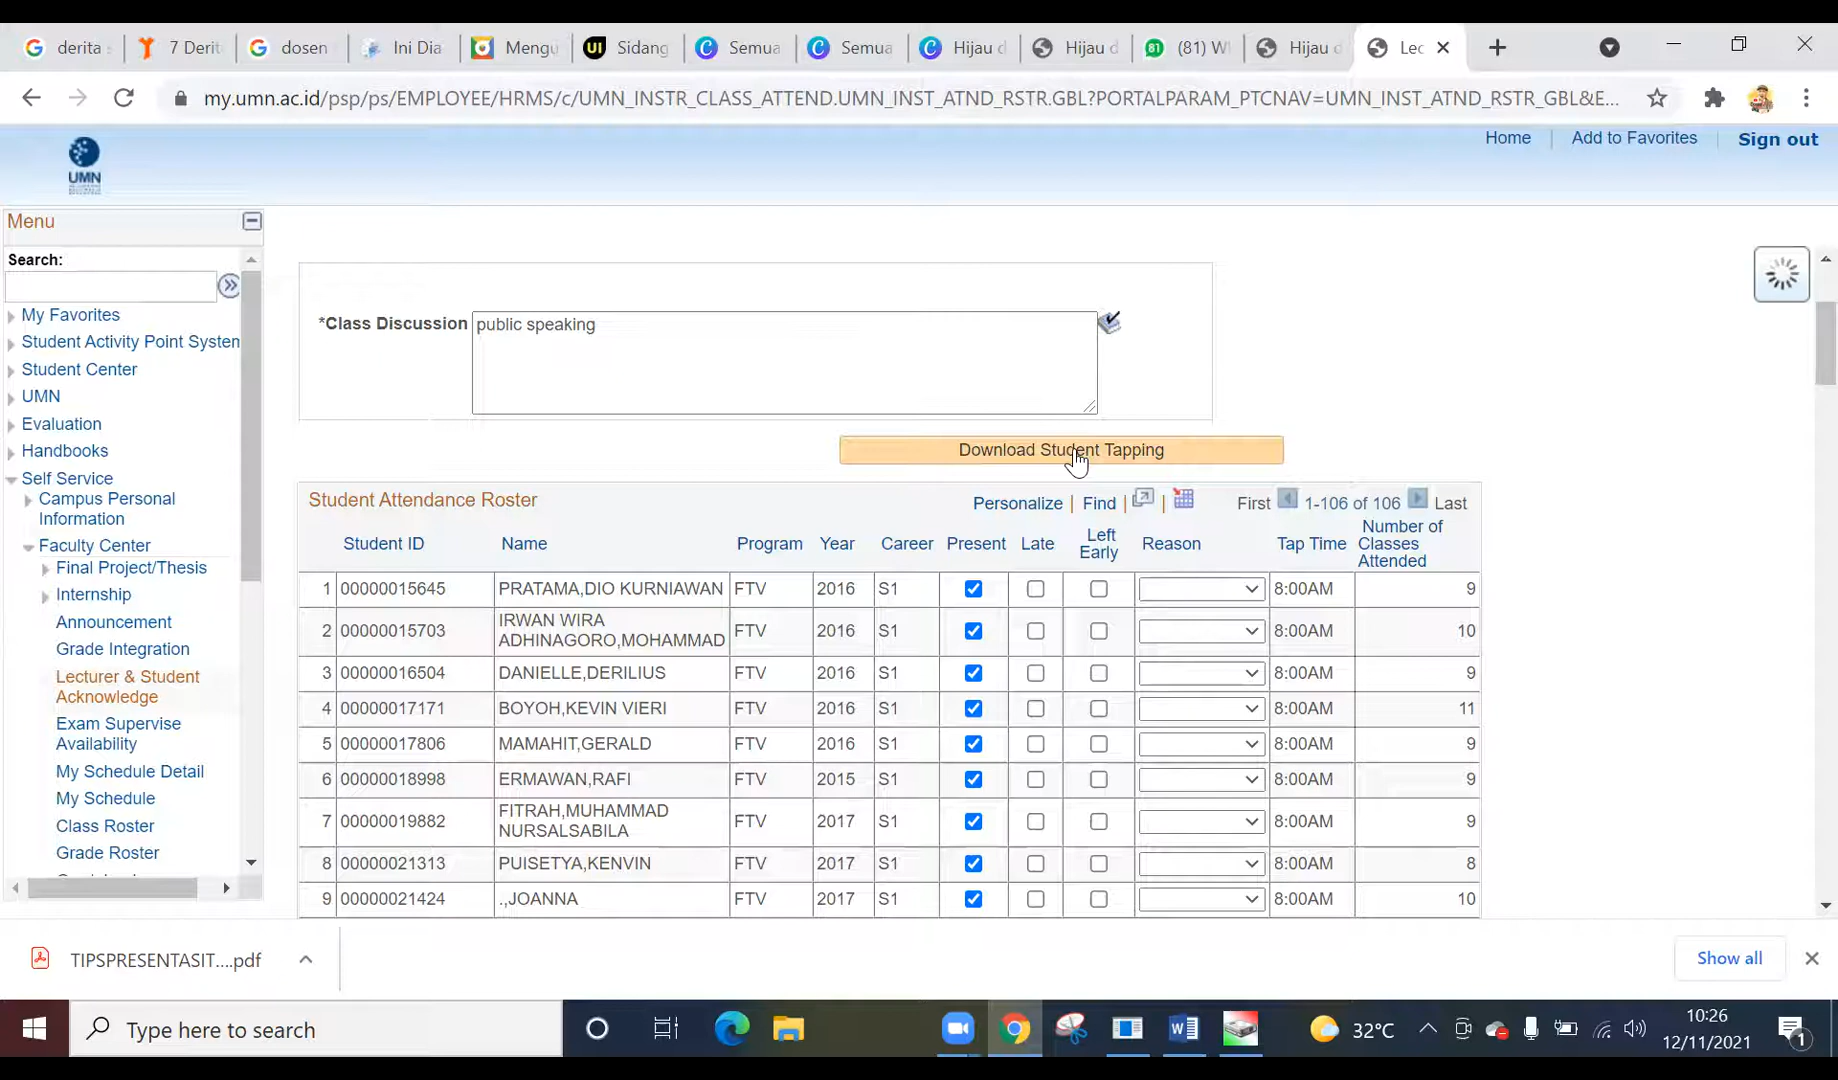 derita
7 Derit
dosen
Ini Dia
Mengu
Sidang
Semua
Semua
Hijau d
Hijau d
(81) W
Hijau d
Lec
my.umn.ac.id/psp/ps/EMPLOYEE/HRMS/c/UMN_INSTR_CLASS_ATTEND.UMN_INST_ATND_RSTR.GBL?PORTALPARAM_PTCNAV=UMN_INST_ATND_RSTR_GBL&E...
Home Add to Favorites Sign out
UMN
Menu
Search:
My Favorites
Student Activity Point System
Student Center
UMN
Evaluation
Handbooks
Self Service
Campus Personal
Information
Faculty Center
Final Project/Thesis
Internship
Announcement
Grade Integration
Lecturer & Student
Acknowledge
Exam Supervise
Availability
My Schedule Detail
My Schedule
Class Roster
Grade Roster
*Class Discussion public speaking
Download Student Tapping
Student Attendance Roster Personalize | Find | | First 1-106 of 106 Last
Student ID Name Program Year Career Present Late Left Early Reason Tap Time Number of Classes Attended
1 00000015645 PRATAMA,DIO KURNIAWAN FTV 2016 S1 8:00AM 9
2 00000015703 IRWAN WIRA ADHINAGORO,MOHAMMAD FTV 2016 S1 8:00AM 10
3 00000016504 DANIELLE,DERILIUS FTV 2016 S1 8:00AM 9
4 00000017171 BOYOH,KEVIN VIERI FTV 2016 S1 8:00AM 11
5 00000017806 MAMAHIT,GERALD FTV 2016 S1 8:00AM 9
6 00000018998 ERMAWAN,RAFI FTV 2015 S1 8:00AM 9
7 00000019882 FITRAH,MUHAMMAD NURSALSABILA FTV 2017 S1 8:00AM 9
8 00000021313 PUISETYA,KENVIN FTV 2017 S1 8:00AM 8
9 00000021424 .,JOANNA FTV 2017 S1 8:00AM 10
TIPSPRESENTASIT....pdf
Show all
Type here to search
32°C
10:26
12/11/2021
1